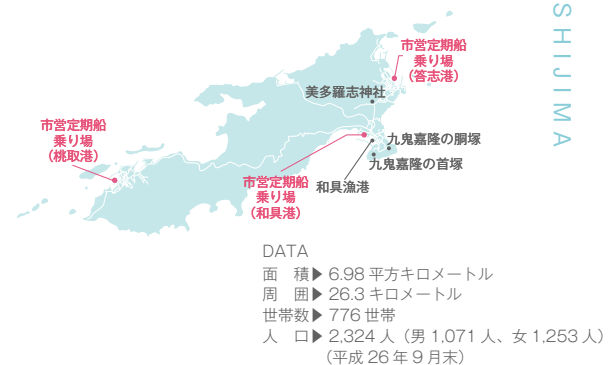 SHIJIMA
市営定期船
乗り場
（答志港）
美多羅志神社
市営定期船
乗り場
（桃取港）
九鬼嘉隆の胴塚
九鬼嘉隆の首塚
市営定期船
乗り場
（和具港）
和具漁港
DATA
面　積▶ 6.98 平方キロメートル
周　囲▶ 26.3 キロメートル
世帯数▶ 776 世帯
人　口▶ 2,324 人（男 1,071 人、女 1,253 人）
（平成 26 年 9 月末）